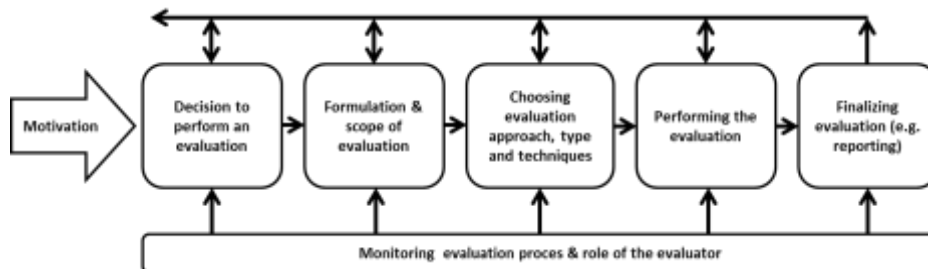 Motivation
Decision to
perform an
evaluation
Formulation &
scope of
evaluation
Choosing
evaluation
approach, type
and techniques
Performing the
evaluation
Finalizing
evaluation (e.g.
reporting)
Monitoring evaluation proces & role of the evaluator